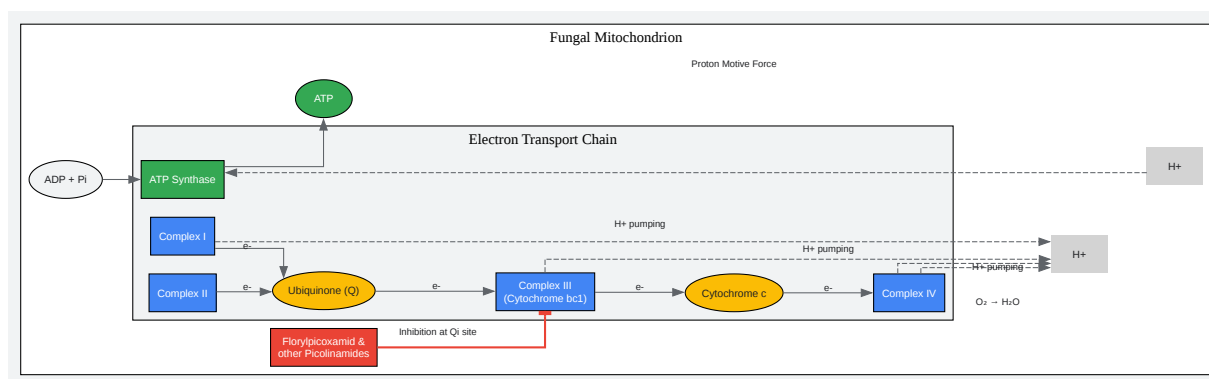 Fungal Mitochondrion
Proton Motive Force
ATP
Electron Transport Chain
ADP + Pi
ATP Synthase
H+
H+ pumping
Complex I
e-
H+ pumping
H+
H+ pumping
Complex II
e-
Ubiquinone (Q)
e-
Complex III
(Cytochrome bc1)
e-
Cytochrome c
e-
Complex IV
O₂ → H₂O
Inhibition at Qi site
Florylpicoxamid &
other Picolinamides